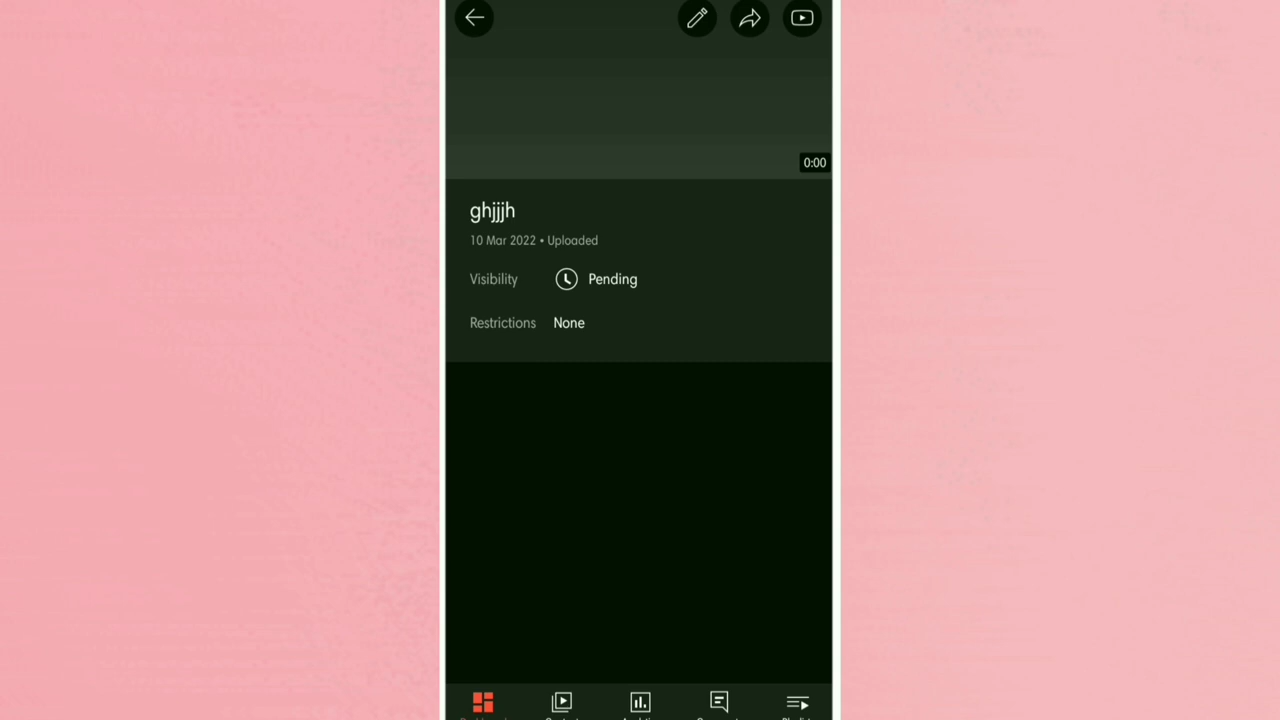 0:00
ghjjjh
10 Mar 2022 • Uploaded
Visibility Pending
Restrictions None